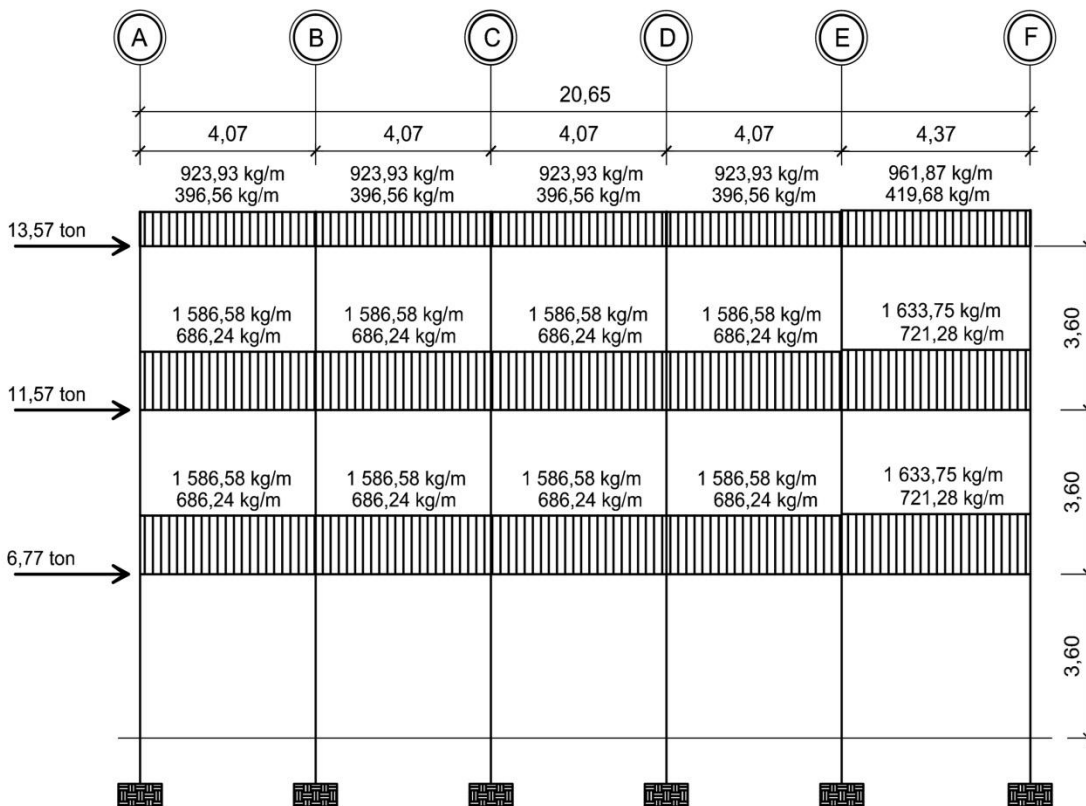 A B C D E F
20,65
4,07 4,07 4,07 4,07 4,37
923,93 kg/m 923,93 kg/m 923,93 kg/m 923,93 kg/m 961,87 kg/m
396,56 kg/m 396,56 kg/m 396,56 kg/m 396,56 kg/m 419,68 kg/m
13,57 ton
1 586,58 kg/m 1 586,58 kg/m 1 586,58 kg/m 1 586,58 kg/m 1 633,75 kg/m
686,24 kg/m 686,24 kg/m 686,24 kg/m 686,24 kg/m 721,28 kg/m
3,60
11,57 ton
1 586,58 kg/m 1 586,58 kg/m 1 586,58 kg/m 1 586,58 kg/m 1 633,75 kg/m
686,24 kg/m 686,24 kg/m 686,24 kg/m 686,24 kg/m 721,28 kg/m
3,60
6,77 ton
3,60